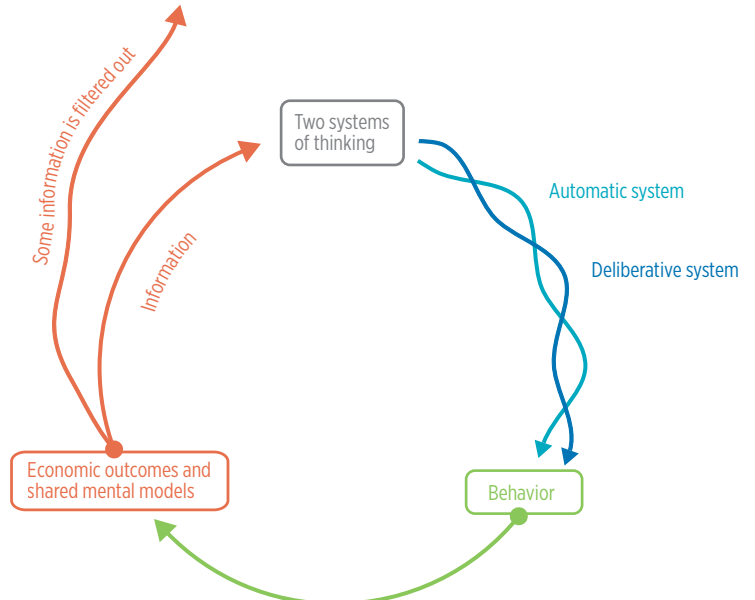 Some information is filtered out
Two systems
of thinking
Information
Automatic system
Deliberative system
Economic outcomes and
shared mental models
Behavior